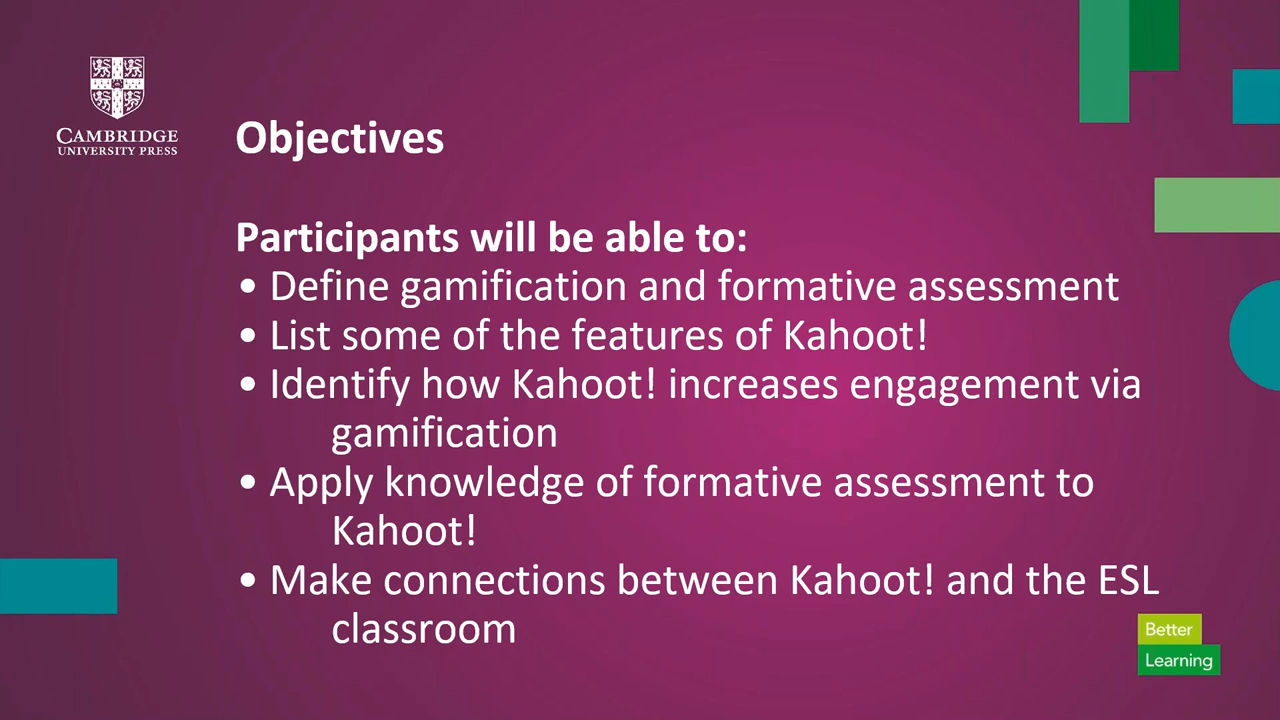 CAMBRIDGE
UNIVERSITY PRESS
Objectives
Participants will be able to:
• Define gamification and formative assessment
• List some of the features of Kahoot!
• Identify how Kahoot! increases engagement via
gamification
• Apply knowledge of formative assessment to
Kahoot!
• Make connections between Kahoot! and the ESL
classroom
Better
Learning